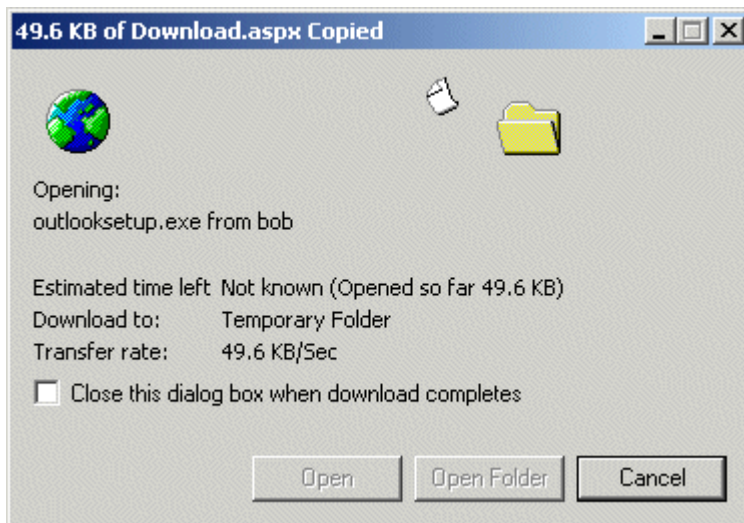 49.6 KB of Download.aspx Copied
Opening:
outlooksetup.exe from bob
Estimated time left Not known (Opened so far 49.6 KB)
Download to: Temporary Folder
Transfer rate: 49.6 KB/Sec
Close this dialog box when download completes
Open Open Folder Cancel